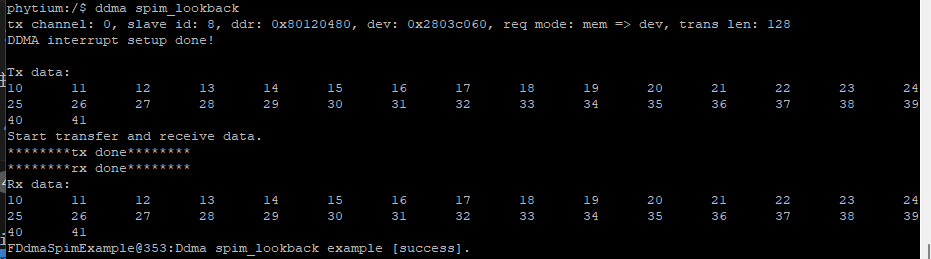 phytium:/$ ddma spim_lookback
tx channel: 0, slave id: 8, ddr: 0x80120480, dev: 0x2803c060, req mode: mem => dev, trans len: 128
DDMA interrupt setup done!
Tx data:
10 11 12 13 14 15 16 17 18 19 20 21 22 23 24
25 26 27 28 29 30 31 32 33 34 35 36 37 38 39
40 41
Start transfer and receive data.
********tx done********
********rx done********
Rx data:
10 11 12 13 14 15 16 17 18 19 20 21 22 23 24
25 26 27 28 29 30 31 32 33 34 35 36 37 38 39
40 41
FDdmaSpimExample@353:Ddma spim_lookback example [success].